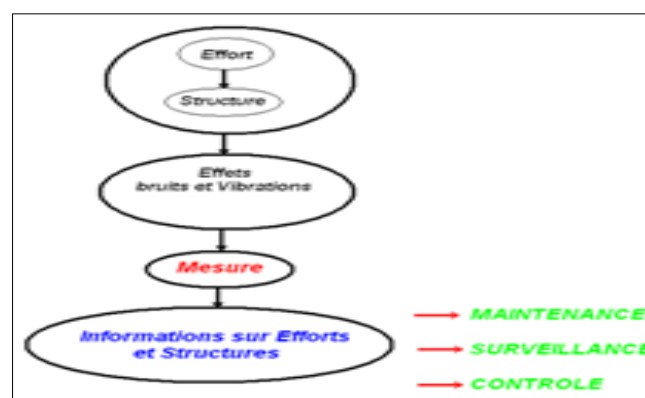 Effort
Structure
Effets
bruits et Vibrations
Mesure
Informations sur Efforts
et Structures
MAINTENANCE
SURVEILLANCE
CONTROLE